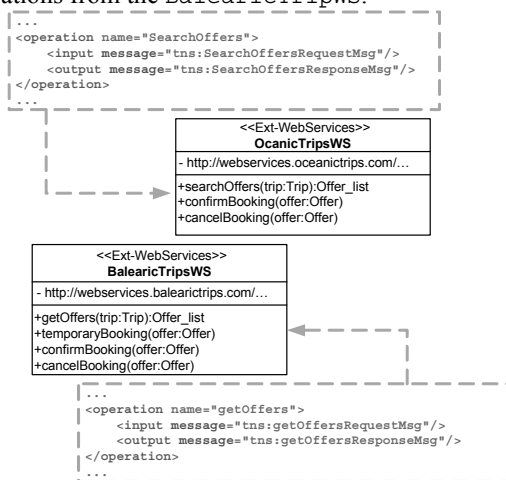 ...ations from the BalearicTripWS.
...
<operation name="SearchOffers">
<input message="tns:SearchOffersRequestMsg"/>
<output message="tns:SearchOffersResponseMsg"/>
</operation>
...
<<Ext-WebServices>>
OcanicTripsWS
- http://webservices.oceanictrips.com/…
+searchOffers(trip:Trip):Offer_list
+confirmBooking(offer:Offer)
+cancelBooking(offer:Offer)
<<Ext-WebServices>>
BalearicTripsWS
- http://webservices.balearictrips.com/…
+getOffers(trip:Trip):Offer_list
+temporaryBooking(offer:Offer)
+confirmBooking(offer:Offer)
+cancelBooking(offer:Offer)
...
<operation name="getOffers">
<input message="tns:getOffersRequestMsg"/>
<output message="tns:getOffersResponseMsg"/>
</operation>
...